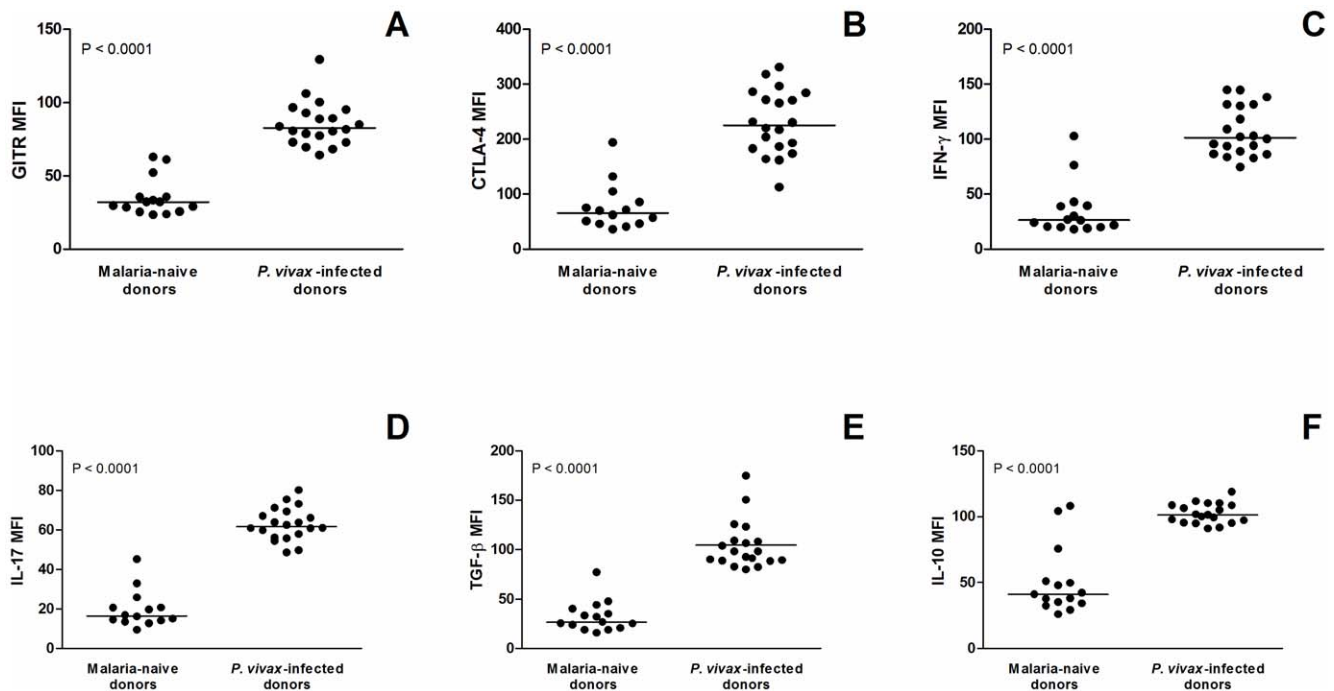 A
P < 0.0001
GITR MFI
150
100
50
0
Malaria-naive
donors
P. vivax -infected
donors
B
P < 0.0001
CTLA-4 MFI
400
300
200
100
0
Malaria-naive
donors
P. vivax -infected
donors
C
P < 0.0001
IFN-γ MFI
200
150
100
50
0
Malaria-naive
donors
P. vivax -infected
donors
D
P < 0.0001
IL-17 MFI
100
80
60
40
20
0
Malaria-naive
donors
P. vivax-infected
donors
E
P < 0.0001
TGF-β MFI
200
150
100
50
0
Malaria-naive
donors
P. vivax-infected
donors
F
P < 0.0001
IL-10 MFI
150
100
50
0
Malaria-naive
donors
P. vivax-infected
donors